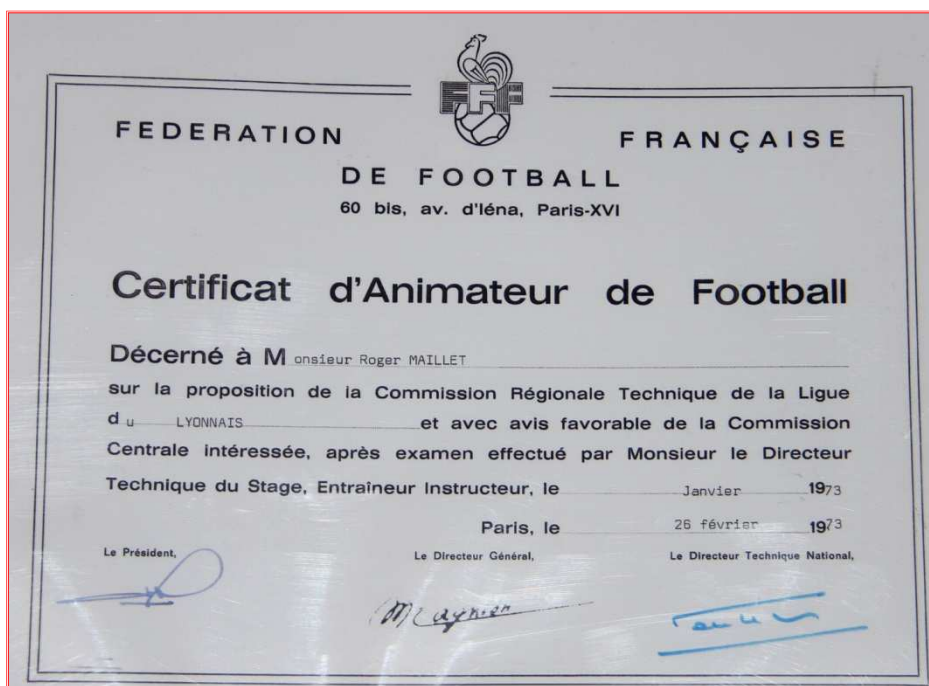 FFF
FEDERATION FRANÇAISE
DE FOOTBALL
60 bis, av. d'Iéna, Paris-XVI
Certificat d'Animateur de Football
Décerné à Monsieur Roger MAILLET
sur la proposition de la Commission Régionale Technique de la Ligue
du LYONNAIS et avec avis favorable de la Commission
Centrale intéressée, après examen effectué par Monsieur le Directeur
Technique du Stage, Entraîneur Instructeur, le Janvier 1973
Paris, le 26 février 1973
Le Président, Le Directeur Général, Le Directeur Technique National,